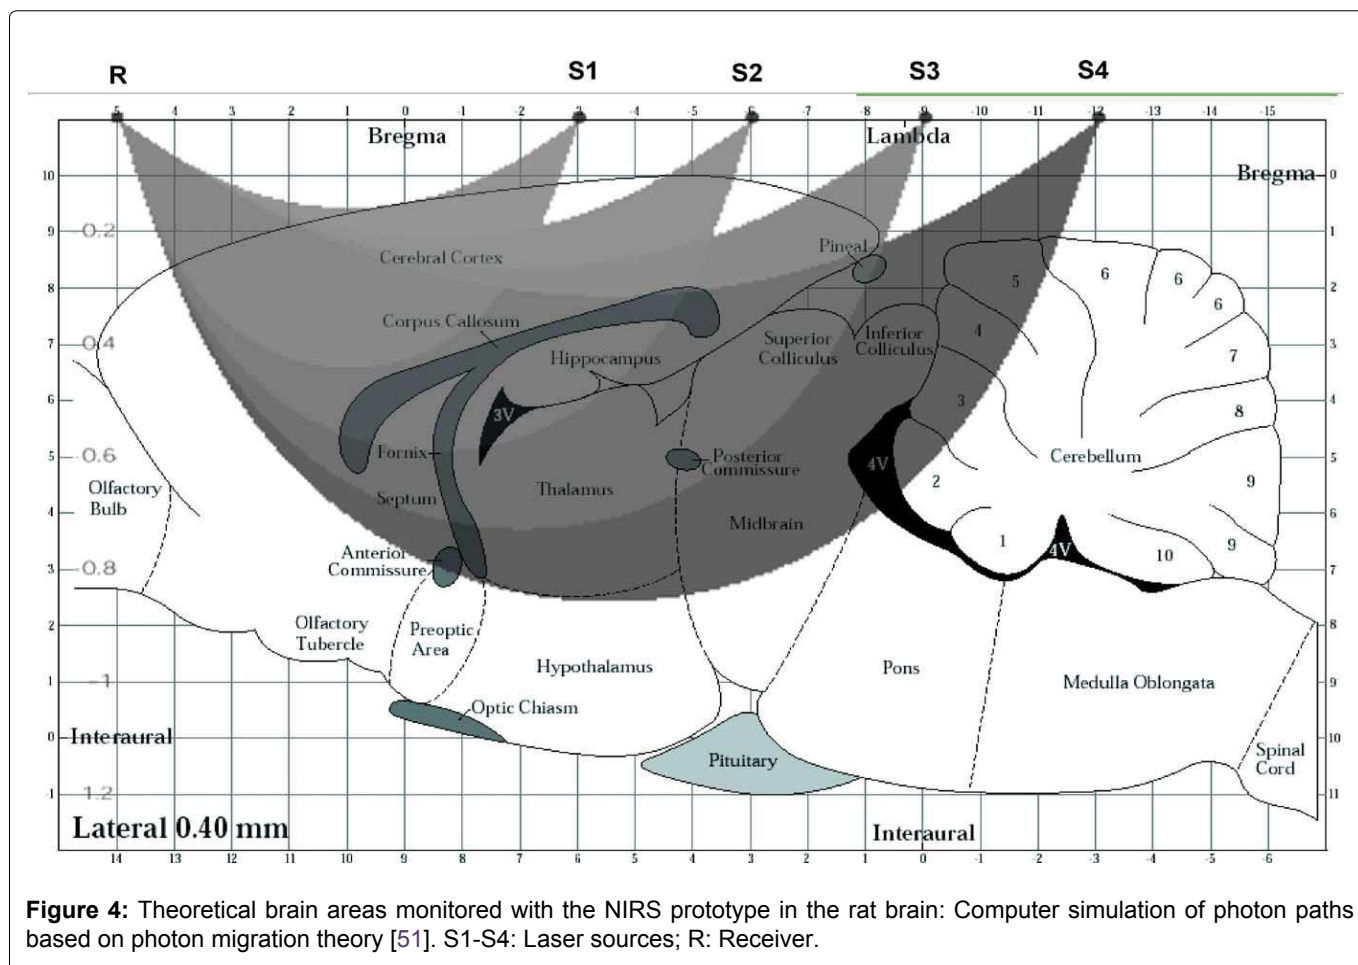 R S1 S2 S3 S4
5 4 3 2 1 0 -1 -2 -3 -4 -5 -6 -7 -8 -9 -10 -11 -12 -13 -14 -15
Bregma Lambda
10 Bregma 0
9 -0.2 1
Pineal
Cerebral Cortex
5 6 6 6
8 2
Corpus Callosum
4
7 -0.4 Hippocampus Superior Colliculus Inferior Colliculus 7 3
6 3V 3 8 4
5 -0.6 Fornix Posterior Commissure 4V Cerebellum 5
Olfactory Bulb Septum Thalamus 2 9
4 Midbrain 6
Anterior Commissure 1 4V 10 9
3 -0.8 7
2 Olfactory Tubercle Preoptic Area 8
Hypothalamus Pons Medulla Oblongata
1 -1 9
Optic Chiasm
0 Interaural 10
Pituitary Spinal Cord
-1 1.2 11
Lateral 0.40 mm Interaural
14 13 12 11 10 9 8 7 6 5 4 3 2 1 0 -1 -2 -3 -4 -5 -6
Figure 4: Theoretical brain areas monitored with the NIRS prototype in the rat brain: Computer simulation of photon paths
based on photon migration theory [51]. S1-S4: Laser sources; R: Receiver.